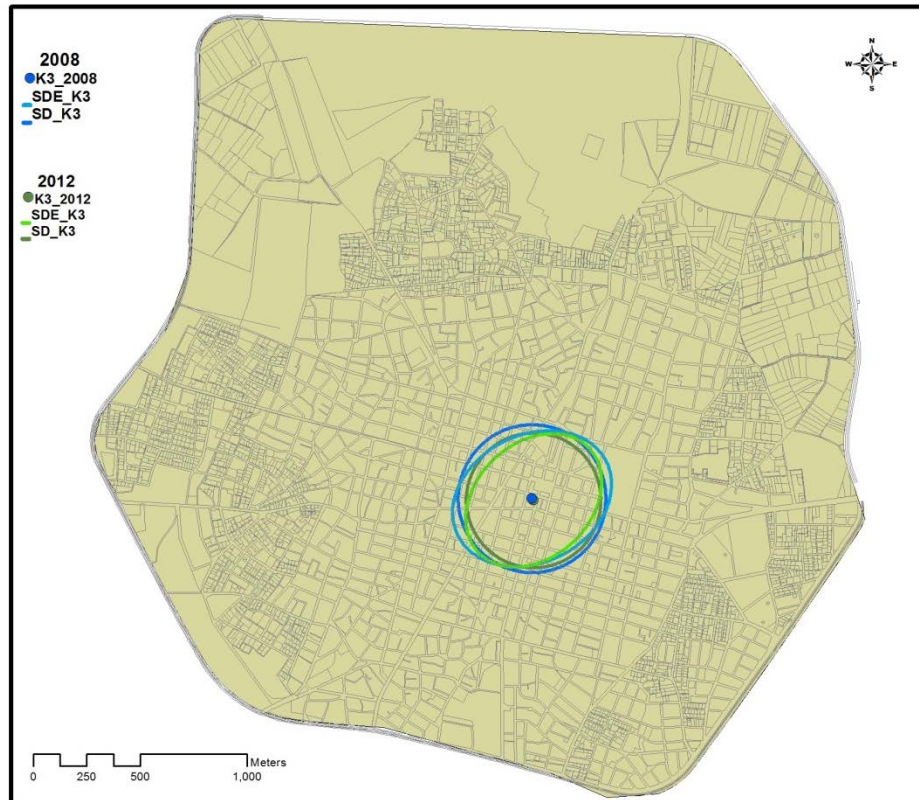 N
W E
S
2008
K3_2008
SDE_K3
SD_K3
2012
K3_2012
SDE_K3
SD_K3
Meters
0 250 500 1,000